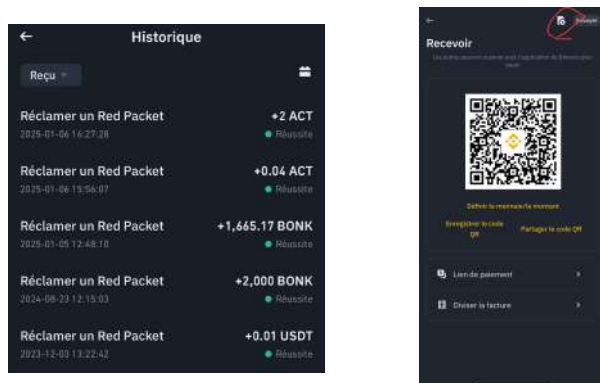 Historique
Reçu
Réclamer un Red Packet
+2 ACT
2025-01-06 16:27:28
Réussite
Réclamer un Red Packet
+0.04 ACT
2025-01-06 15:56:07
Réussite
Réclamer un Red Packet
+1,665.17 BONK
2025-01-05 12:48:10
Réussite
Réclamer un Red Packet
+2,000 BONK
2024-08-23 12:15:03
Réussite
Réclamer un Red Packet
+0.01 USDT
2023-12-03 13:22:42
Réussite
Recevoir
Définir la monnaie/le montant
Enregistrer le code
QR
Partager le code QR
Lien de paiement
Diviser la facture